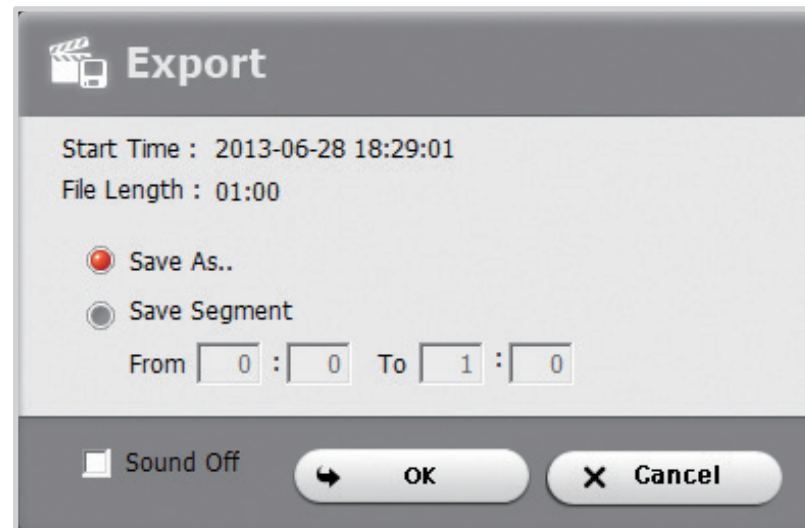 Export
Start Time : 2013-06-28 18:29:01
File Length : 01:00
Save As..
Save Segment
From 0 : 0 To 1 : 0
Sound Off OK Cancel